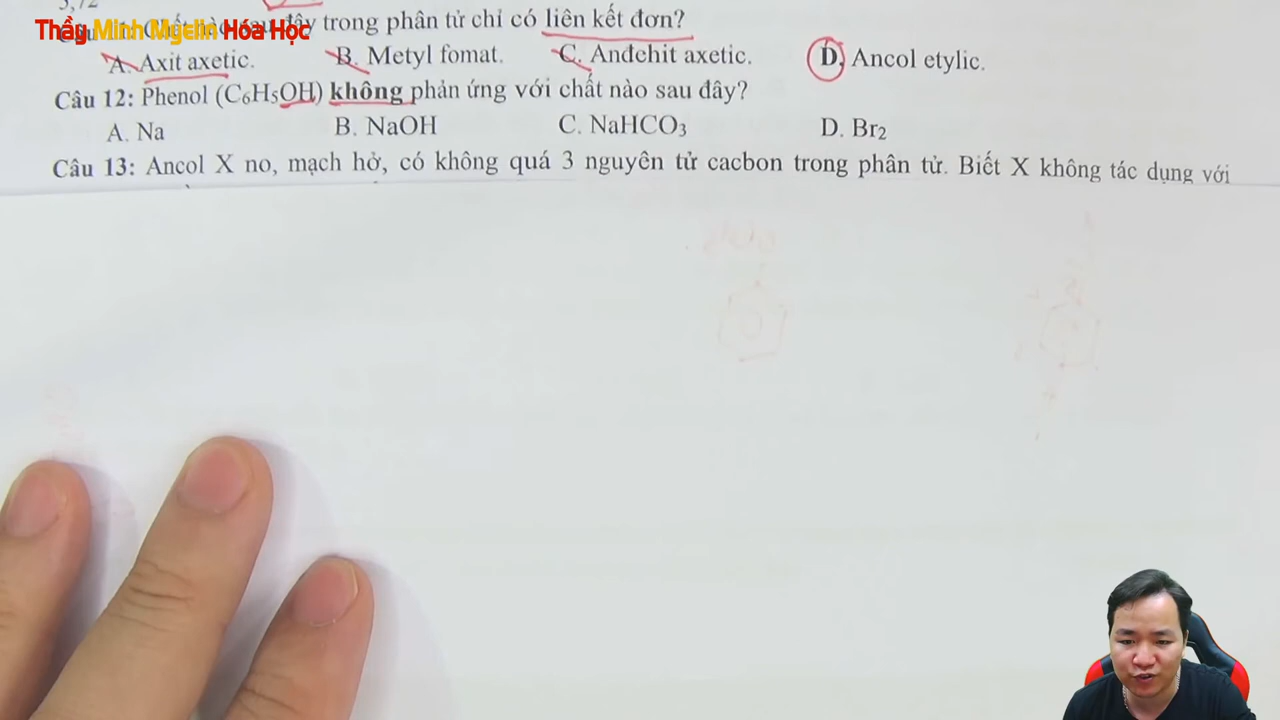 3,72
Thầy Minh Myelin Hóa Học
trong phân tử chỉ có liên kết đơn?
A. Axit axetic. B. Metyl fomat. C. Anđehit axetic. D. Ancol etylic.
Câu 12: Phenol (C₆H₅OH) không phản ứng với chất nào sau đây?
A. Na B. NaOH C. NaHCO₃ D. Br₂
Câu 13: Ancol X no, mạch hở, có không quá 3 nguyên tử cacbon trong phân tử. Biết X không tác dụng với